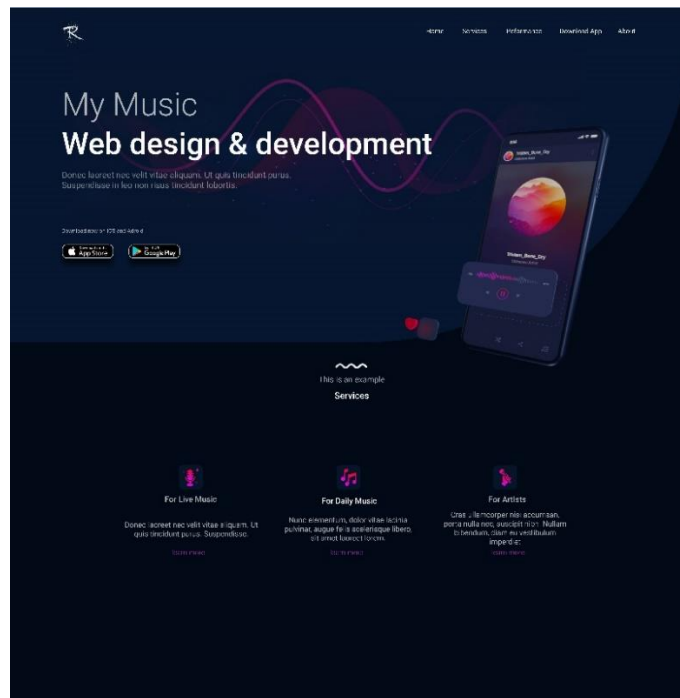 Home Services Peformance Download App About
My Music
Web design & development
Donec laoreet nec velit vitae aliquam. Ut quis tincidunt purus.
Suspendisse in leo non risus tincidunt lobortis.
App Store Google Play
This is an example
Services
For Live Music
Donec laoreet nec velit vitae aliquam. Ut
quis tincidunt purus. Suspendisse.
For Daily Music
Nunc elementum, dolor vitae lacinia
pulvinar, augue felis scelerisque libero,
sit amet laoreet lorem.
For Artists
Cras ullamcorper nisi accumsan,
porta nulla nec, suscipit nibh. Nullam
bibendum, diam eu vestibulum
imperdiet